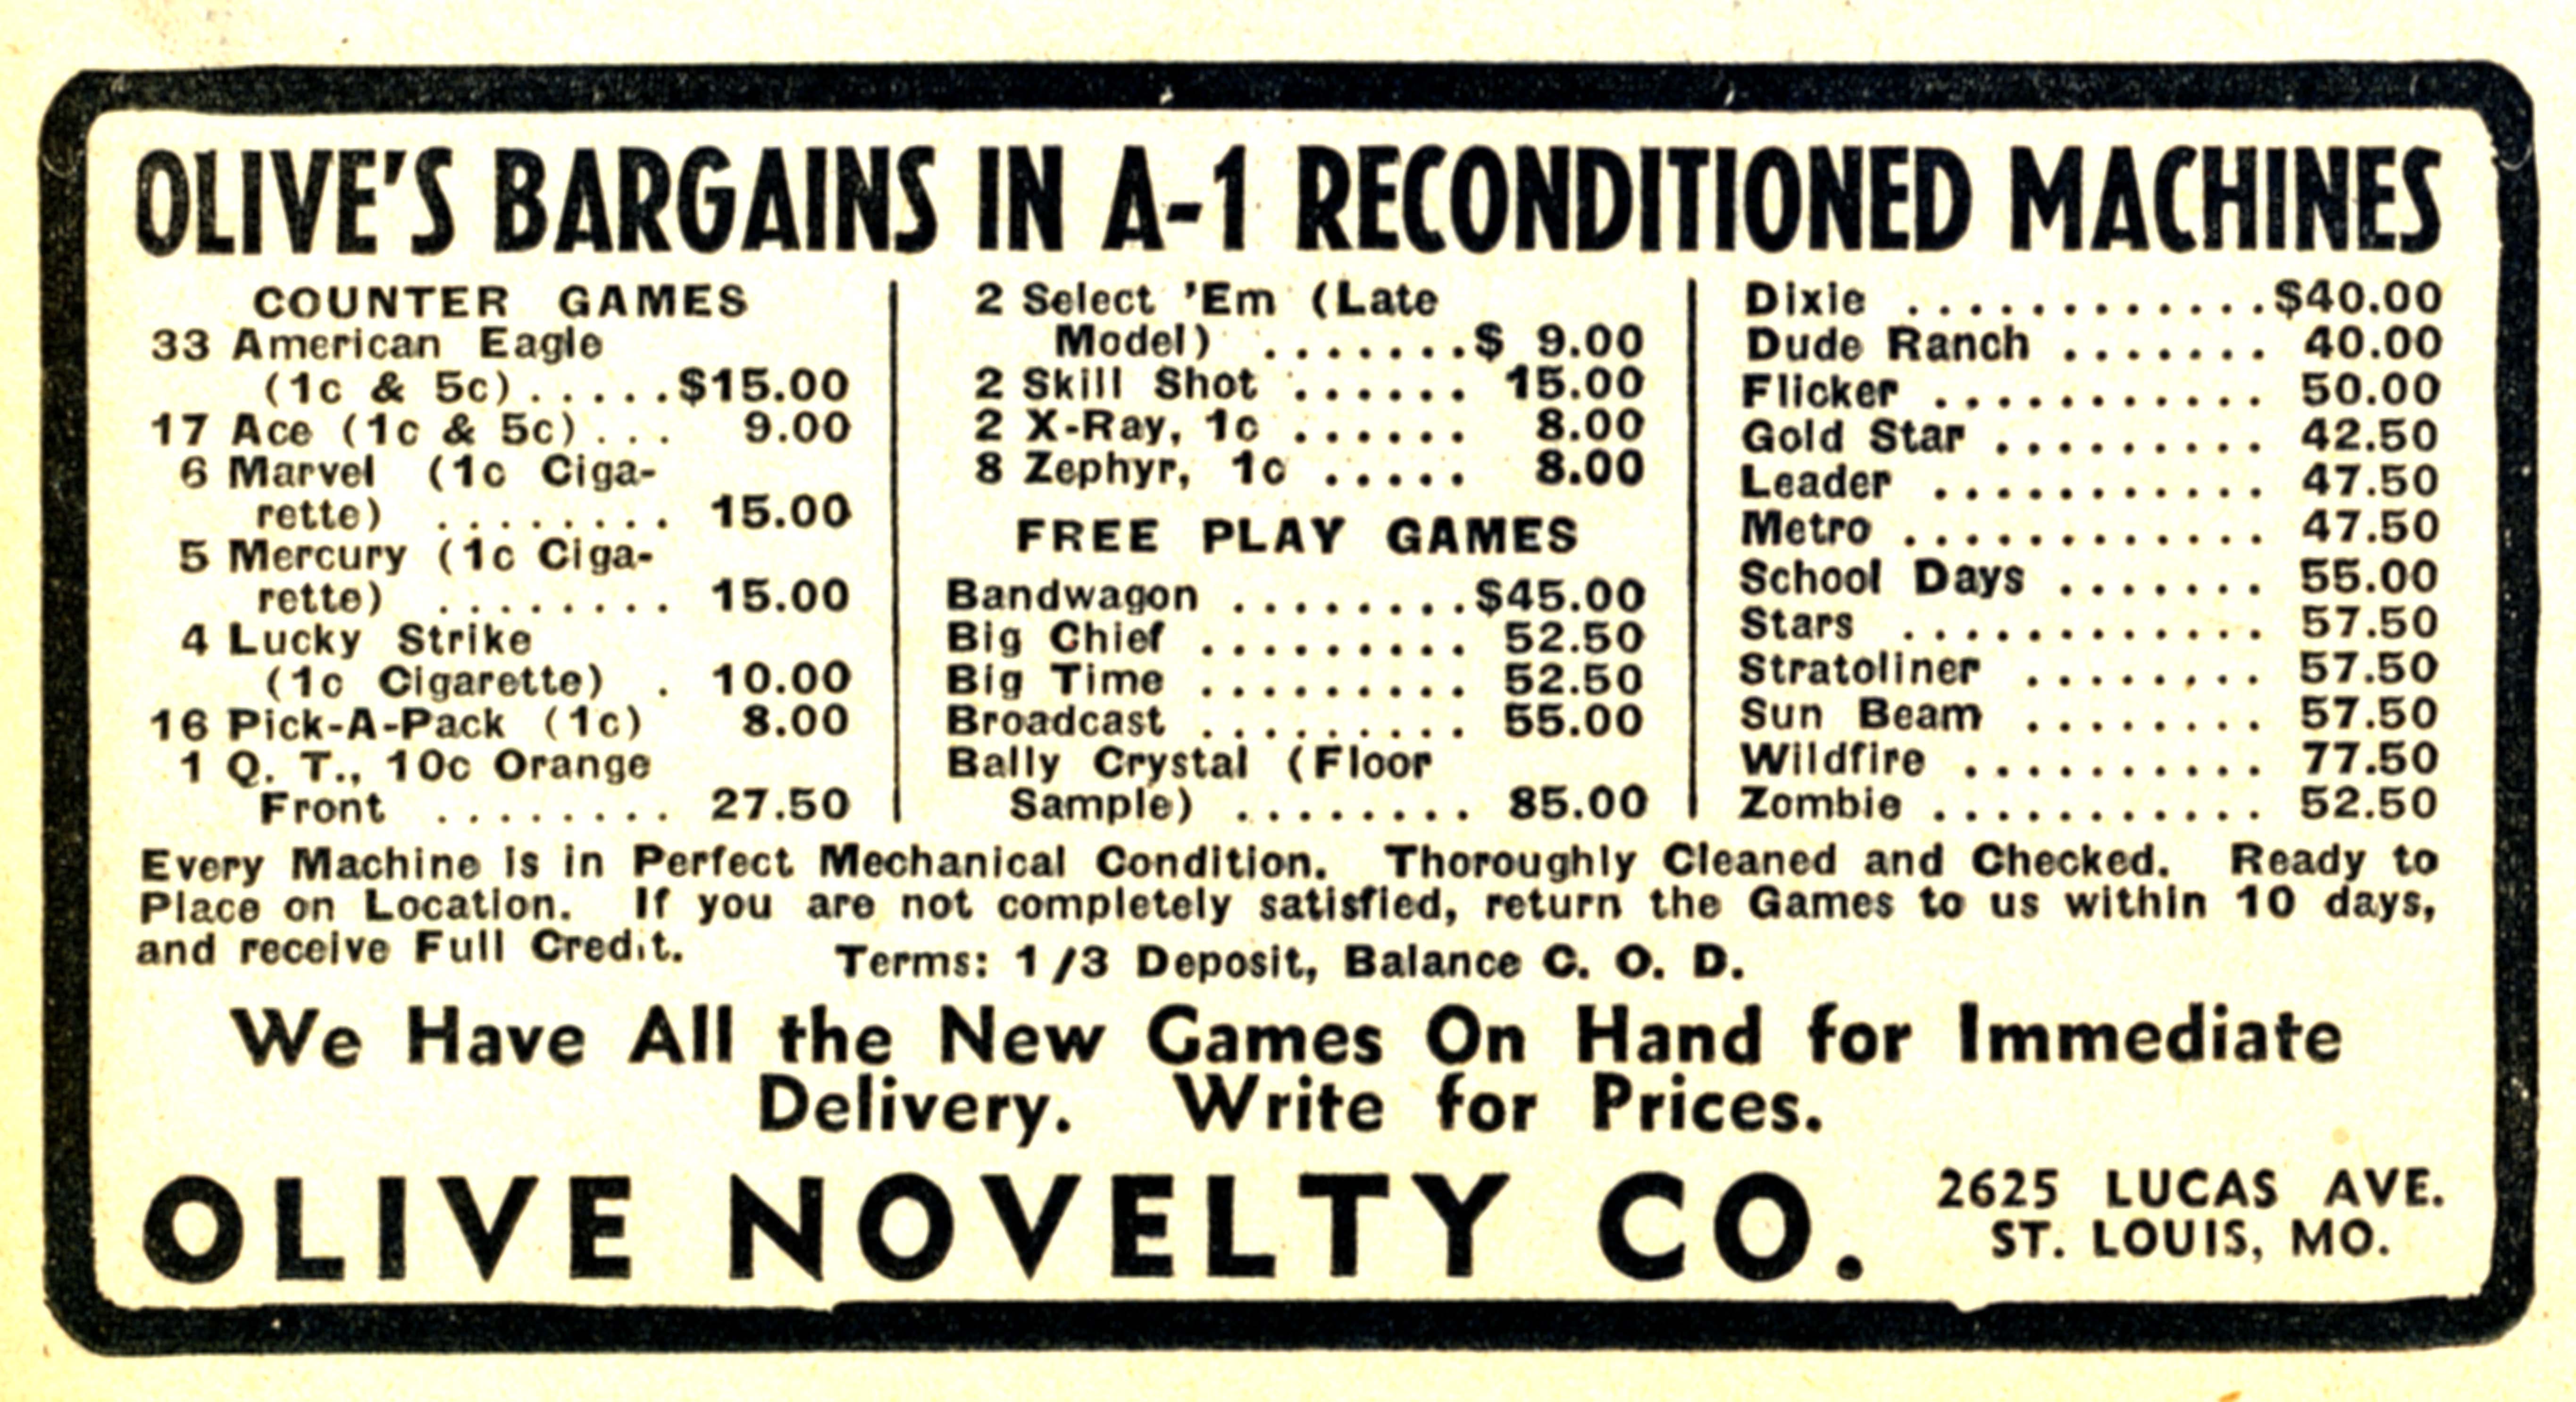 OLIVE'S BARGAINS IN A-1 RECONDITIONED MACHINES
COUNTER GAMES
33 American Eagle
(1c & 5c).....$15.00
17 Ace (1c & 5c)... 9.00
6 Marvel (1c Ciga-
rette) ........ 15.00
5 Mercury (1c Ciga-
rette) ........ 15.00
4 Lucky Strike
(1c Cigarette) . 10.00
16 Pick-A-Pack (1c) 8.00
1 Q. T., 10c Orange
Front ........ 27.50
2 Select 'Em (Late
Model) .......$ 9.00
2 Skill Shot ...... 15.00
2 X-Ray, 1c ...... 8.00
8 Zephyr, 1c ..... 8.00
FREE PLAY GAMES
Bandwagon ........$45.00
Big Chief ......... 52.50
Big Time ......... 52.50
Broadcast ......... 55.00
Bally Crystal (Floor
Sample) ........ 85.00
Dixie ............$40.00
Dude Ranch ....... 40.00
Flicker ........... 50.00
Gold Star ......... 42.50
Leader ........... 47.50
Metro ............ 47.50
School Days ....... 55.00
Stars ............ 57.50
Stratoliner ........ 57.50
Sun Beam ........ 57.50
Wildfire .......... 77.50
Zombie ........... 52.50
Every Machine is in Perfect Mechanical Condition. Thoroughly Cleaned and Checked. Ready to
Place on Location. If you are not completely satisfied, return the Games to us within 10 days,
and receive Full Credit.
Terms: 1/3 Deposit, Balance C. O. D.
We Have All the New Games On Hand for Immediate
Delivery. Write for Prices.
OLIVE NOVELTY CO.
2625 LUCAS AVE.
ST. LOUIS, MO.